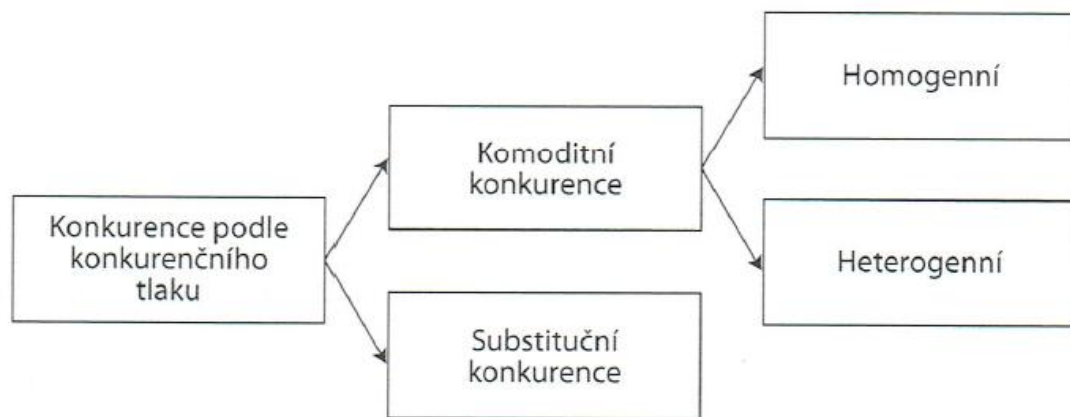 Konkurence podle
konkurenčního
tlaku
Komoditní
konkurence
Substituční
konkurence
Homogenní
Heterogenní